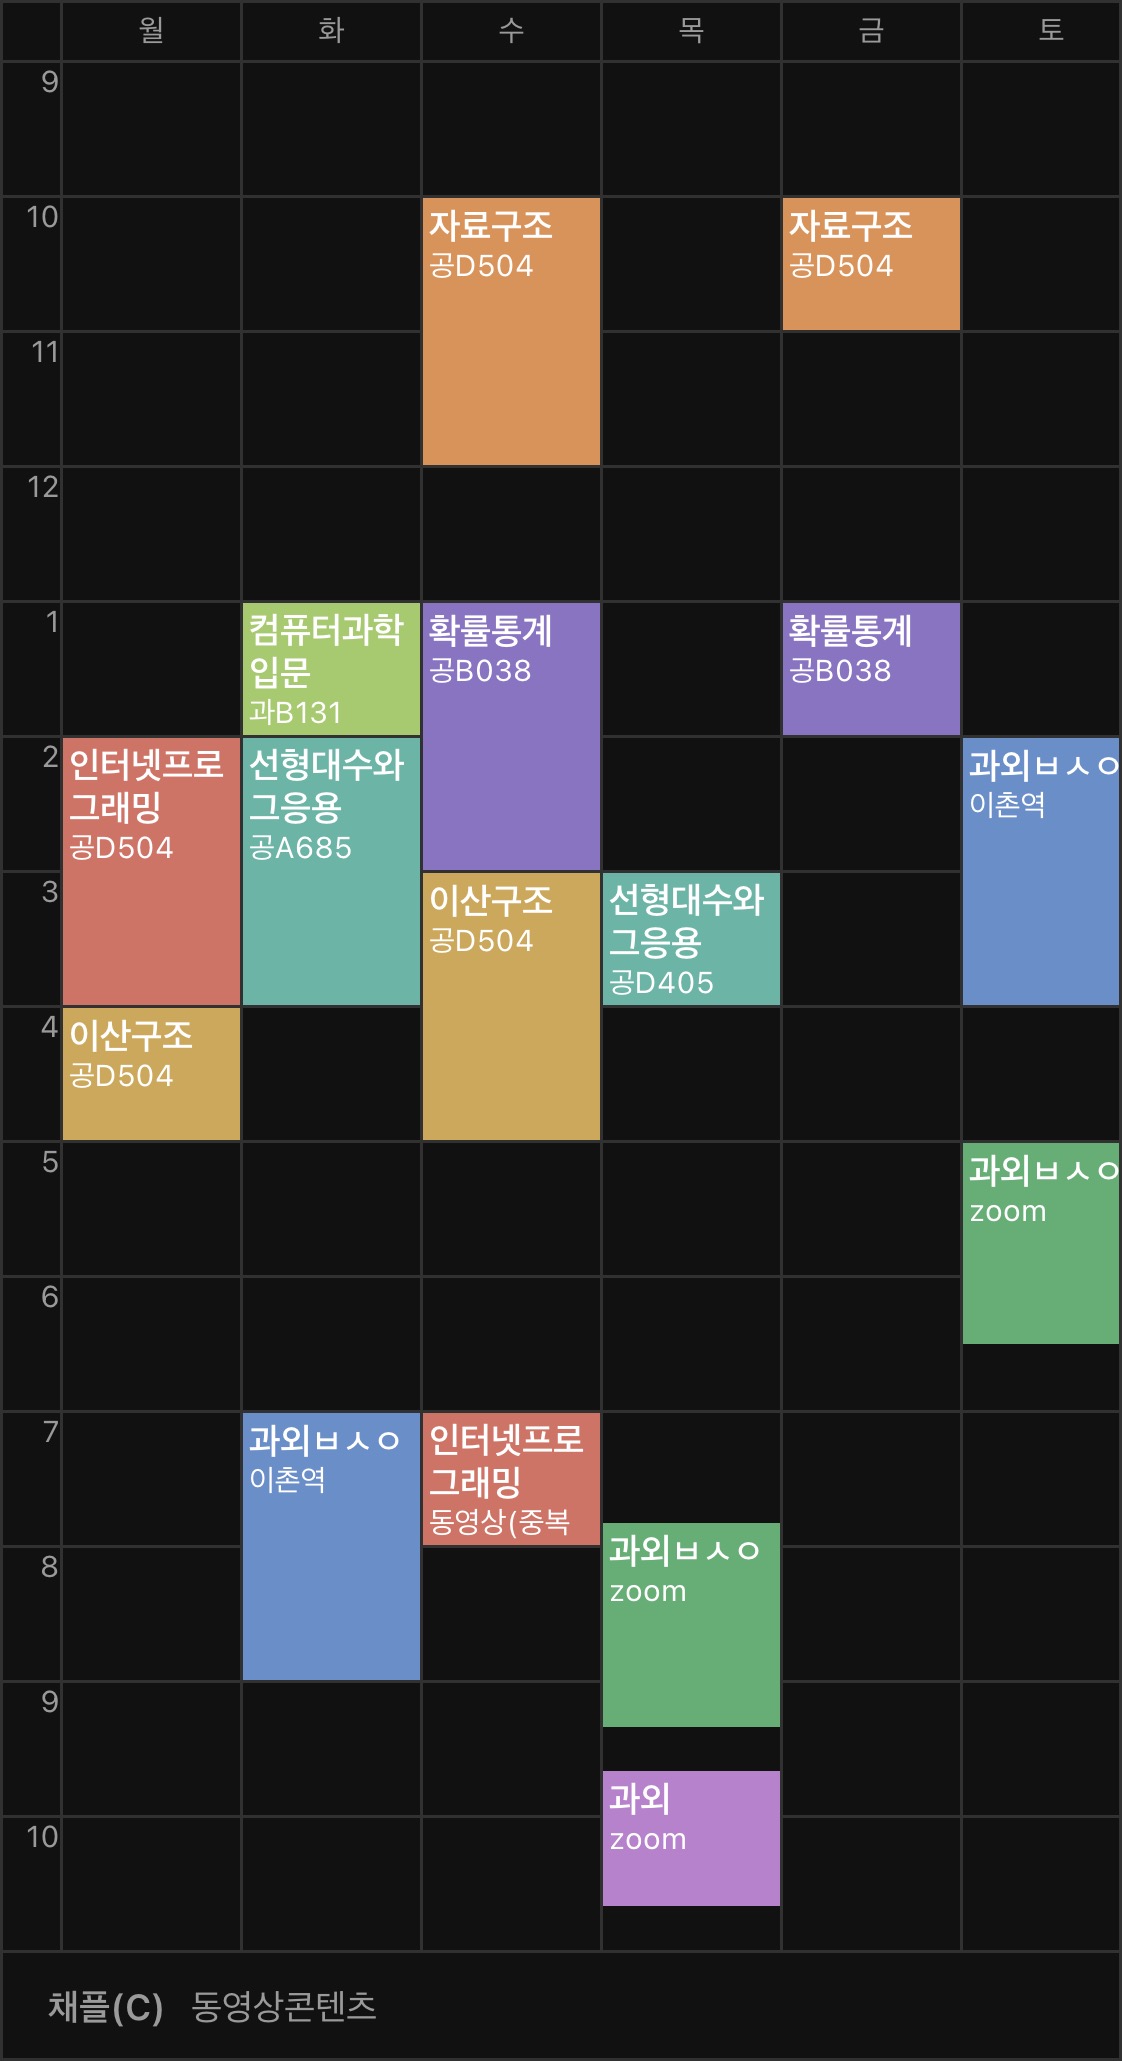 월 화 수 목 금 토
9
10
자료구조
공D504
자료구조
공D504
11
12
1
컴퓨터과학
입문
과B131
확률통계
공B038
확률통계
공B038
2
인터넷프로
그래밍
공D504
선형대수와
그응용
공A685
과외ㅂㅅㅇ
이촌역
3
이산구조
공D504
선형대수와
그응용
공D405
4
이산구조
공D504
5
과외ㅂㅅㅇ
zoom
6
7
과외ㅂㅅㅇ
이촌역
인터넷프로
그래밍
동영상(중복
과외ㅂㅅㅇ
zoom
8
9
과외
zoom
10
채플(C) 동영상콘텐츠